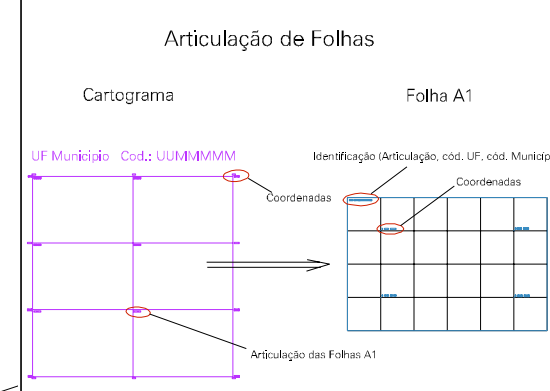 Articulação de Folhas
Cartograma
Folha A1
UF Municipio Cod.: UUMMMMM
Identificação (Articulação, cód. UF, cód. Municíp
Coordenadas
Coordenadas
Articulação das Folhas A1